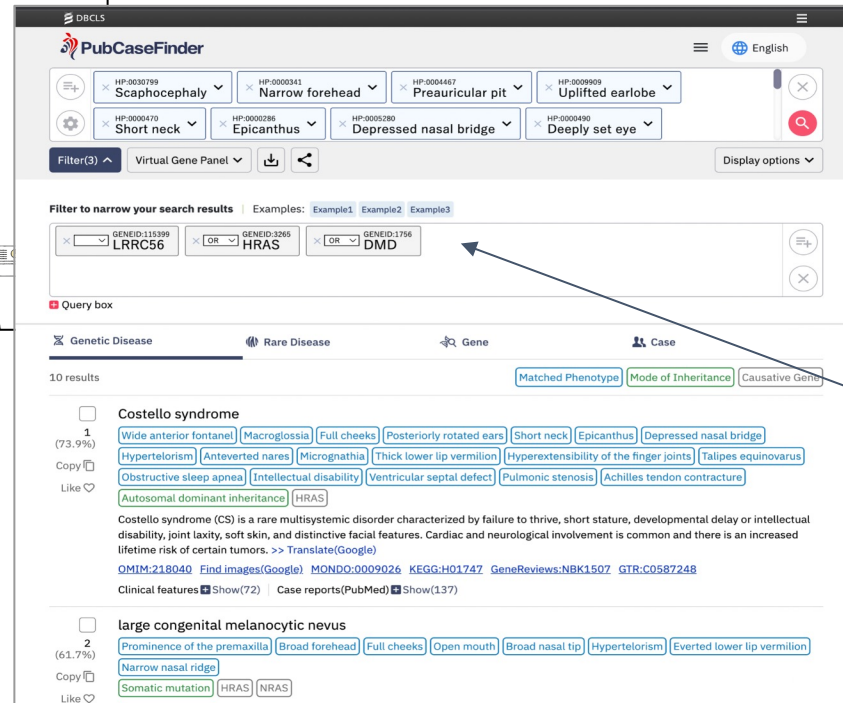 DBCLS
PubCaseFinder
English
HP:0030799 HP:0000341 HP:0004467 HP:0009909
Scaphocephaly Narrow forehead Preauricular pit Uplifted earlobe
HP:0000470 HP:0000286 HP:0005280 HP:0000490
Short neck Epicanthus Depressed nasal bridge Deeply set eye
Filter(3) Virtual Gene Panel Display options
Filter to narrow your search results | Examples: Example1 Example2 Example3
GENEID:115399 GENEID:3265 GENEID:1756
LRRC56 OR HRAS OR DMD
Query box
Genetic Disease Rare Disease Gene Case
10 results Matched Phenotype Mode of Inheritance Causative Gene
Costello syndrome
1
(73.9%)
Copy
Like
Wide anterior fontanel Macroglossia Full cheeks Posteriorly rotated ears Short neck Epicanthus Depressed nasal bridge
Hypertelorism Anteverted nares Micrognathia Thick lower lip vermilion Hyperextensibility of the finger joints Talipes equinovarus
Obstructive sleep apnea Intellectual disability Ventricular septal defect Pulmonic stenosis Achilles tendon contracture
Autosomal dominant inheritance HRAS
Costello syndrome (CS) is a rare multisystemic disorder characterized by failure to thrive, short stature, developmental delay or intellectual
disability, joint laxity, soft skin, and distinctive facial features. Cardiac and neurological involvement is common and there is an increased
lifetime risk of certain tumors. >> Translate(Google)
OMIM:218040 Find images(Google) MONDO:0009026 KEGG:H01747 GeneReviews:NBK1507 GTR:C0587248
Clinical features Show(72) | Case reports(PubMed) Show(137)
large congenital melanocytic nevus
2
(61.7%)
Copy
Like
Prominence of the premaxilla Broad forehead Full cheeks Open mouth Broad nasal tip Hypertelorism Everted lower lip vermilion
Narrow nasal ridge
Somatic mutation HRAS NRAS